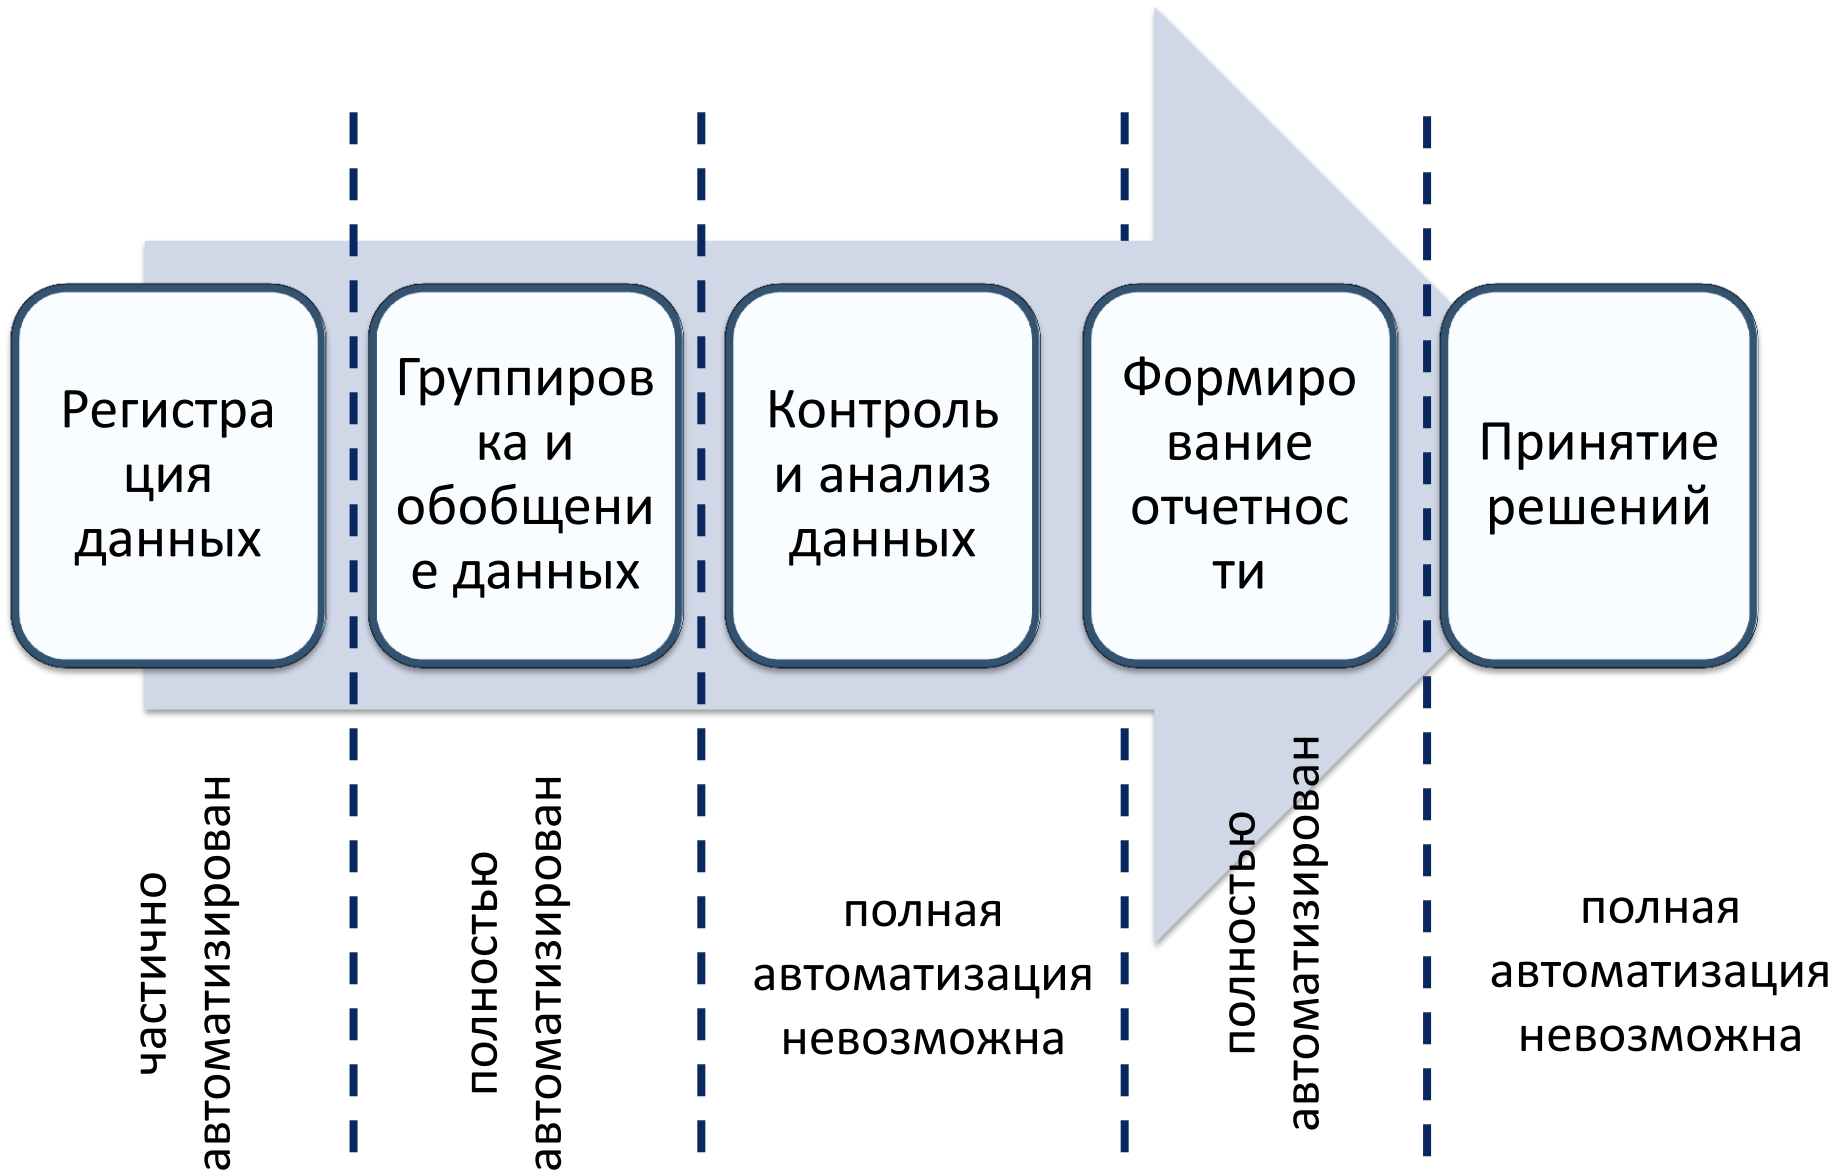 Регистра
ция
данных
Группиров
ка и
обобщени
е данных
Контроль
и анализ
данных
Формиро
вание
отчетнос
ти
Принятие
решений
частично
автоматизирован
полностью
автоматизирован
полная
автоматизация
невозможна
полностью
автоматизирован
полная
автоматизация
невозможна